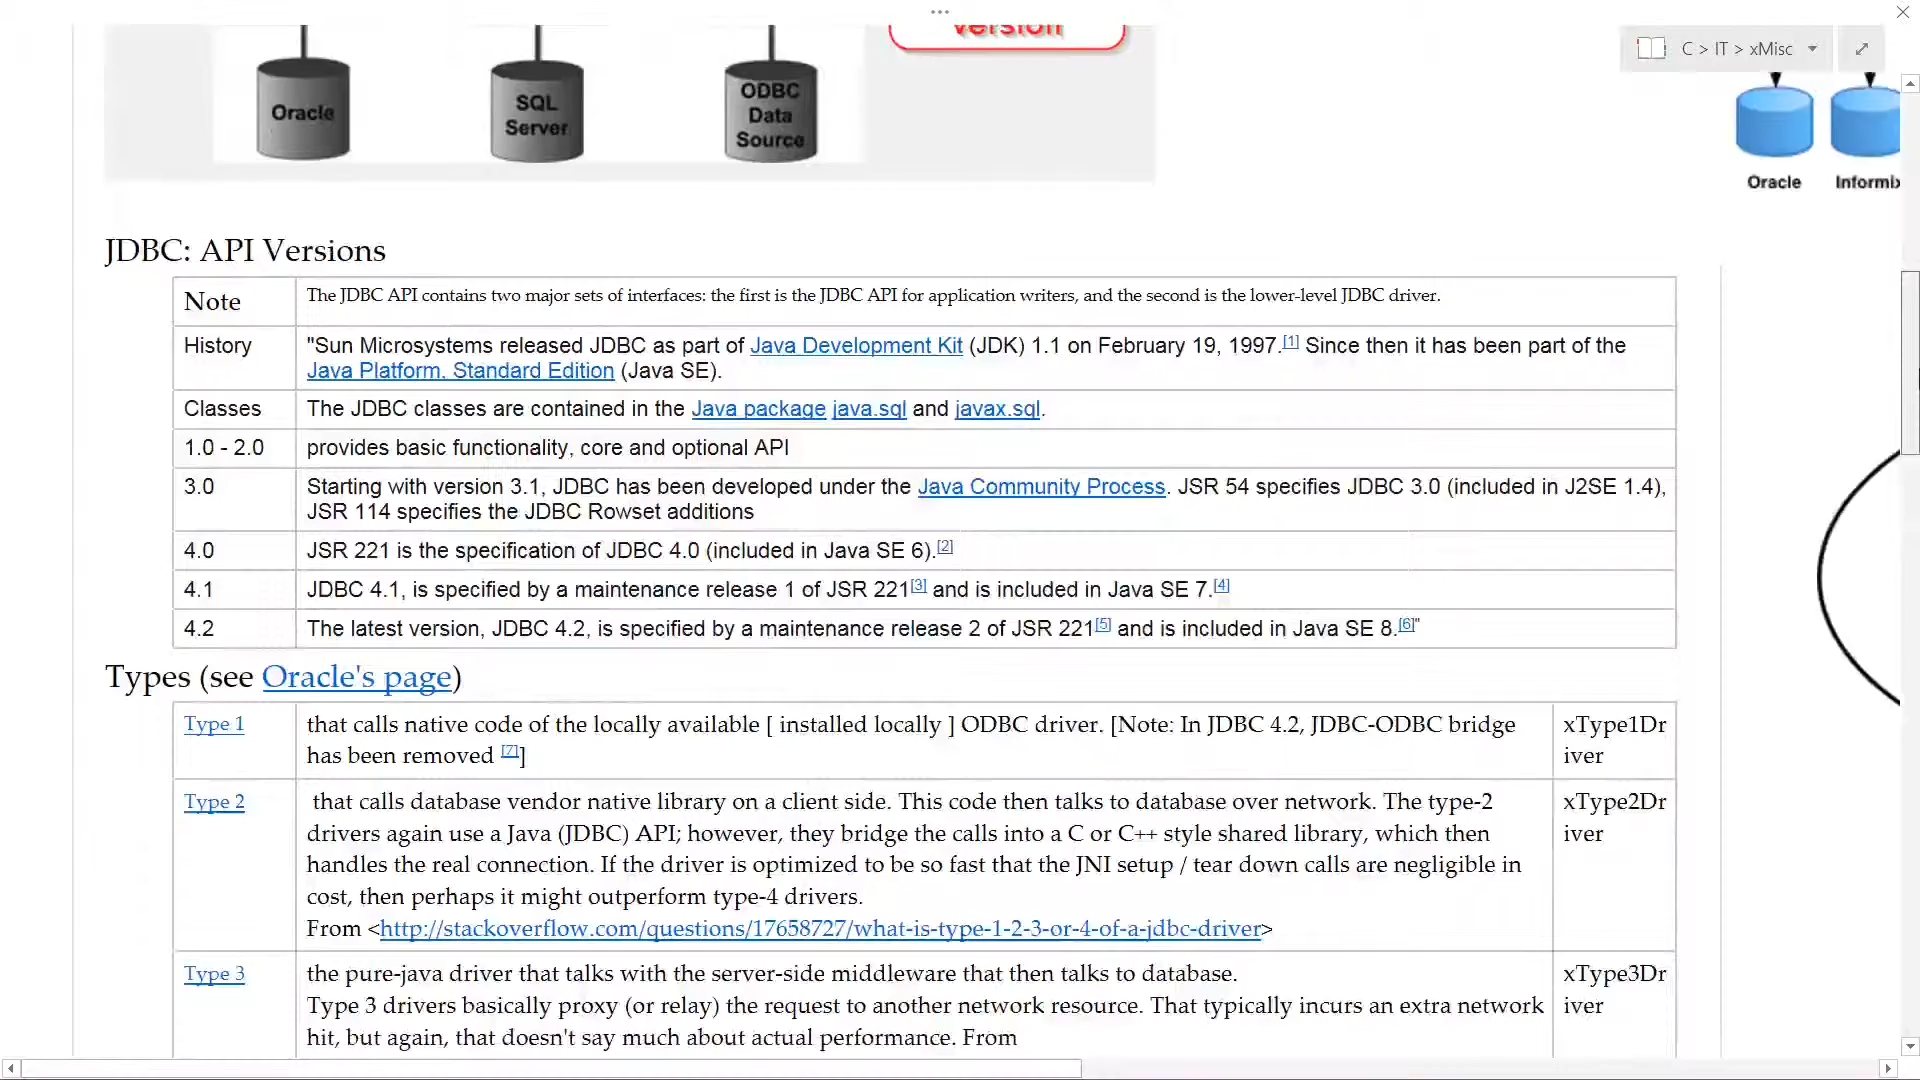 version
C > IT > xMisc
Oracle
SQL
Server
ODBC
Data
Source
Oracle
Informix
JDBC: API Versions
Note
The JDBC API contains two major sets of interfaces: the first is the JDBC API for application writers, and the second is the lower-level JDBC driver.
History
"Sun Microsystems released JDBC as part of Java Development Kit (JDK) 1.1 on February 19, 1997.[1] Since then it has been part of the
Java Platform, Standard Edition (Java SE).
Classes
The JDBC classes are contained in the Java package java.sql and javax.sql.
1.0 - 2.0
provides basic functionality, core and optional API
3.0
Starting with version 3.1, JDBC has been developed under the Java Community Process. JSR 54 specifies JDBC 3.0 (included in J2SE 1.4),
JSR 114 specifies the JDBC Rowset additions
4.0
JSR 221 is the specification of JDBC 4.0 (included in Java SE 6).[2]
4.1
JDBC 4.1, is specified by a maintenance release 1 of JSR 221[3] and is included in Java SE 7.[4]
4.2
The latest version, JDBC 4.2, is specified by a maintenance release 2 of JSR 221[5] and is included in Java SE 8.[6]"
Types (see Oracle's page)
Type 1
that calls native code of the locally available [ installed locally ] ODBC driver. [Note: In JDBC 4.2, JDBC-ODBC bridge
has been removed [7]]
xType1Dr
iver
Type 2
that calls database vendor native library on a client side. This code then talks to database over network. The type-2
drivers again use a Java (JDBC) API; however, they bridge the calls into a C or C++ style shared library, which then
handles the real connection. If the driver is optimized to be so fast that the JNI setup / tear down calls are negligible in
cost, then perhaps it might outperform type-4 drivers.
From <http://stackoverflow.com/questions/17658727/what-is-type-1-2-3-or-4-of-a-jdbc-driver>
xType2Dr
iver
Type 3
the pure-java driver that talks with the server-side middleware that then talks to database.
Type 3 drivers basically proxy (or relay) the request to another network resource. That typically incurs an extra network
hit, but again, that doesn't say much about actual performance. From
xType3Dr
iver